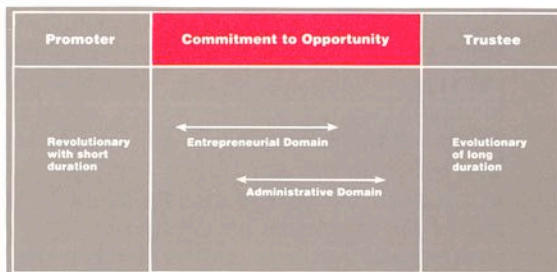 Promoter
Commitment to Opportunity
Trustee
Revolutionary
with short
duration
Entrepreneurial Domain
Administrative Domain
Evolutionary
of long
duration